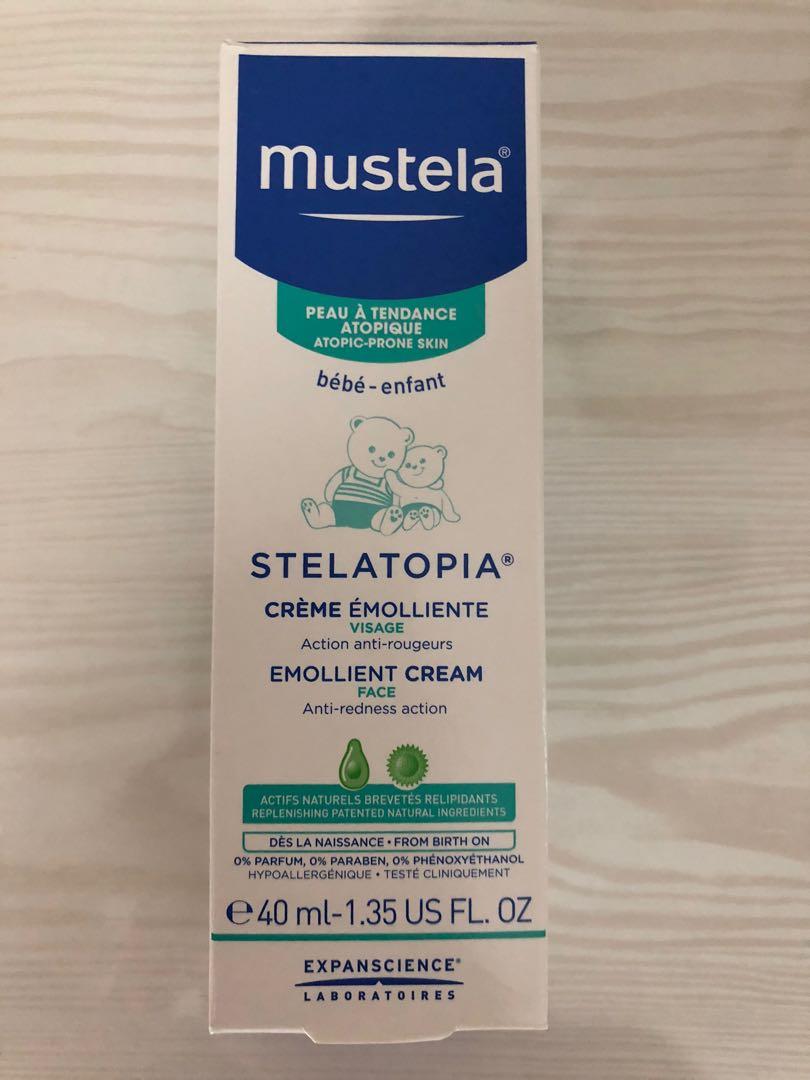 mustela®
PEAU À TENDANCE
ATOPIQUE
ATOPIC-PRONE SKIN
bébé-enfant
STELATOPIA®
CRÈME ÉMOLLIENTE
VISAGE
Action anti-rougeurs
EMOLLIENT CREAM
FACE
Anti-redness action
ACTIFS NATURELS BREVETÉS RELIPIDANTS
REPLENISHING PATENTED NATURAL INGREDIENTS
DÈS LA NAISSANCE • FROM BIRTH ON
0% PARFUM, 0% PARABEN, 0% PHÉNOXYÉTHANOL
HYPOALLERGÉNIQUE • TESTÉ CLINIQUEMENT
℮40 ml-1.35 US FL. OZ
EXPANSCIENCE®
LABORATOIRES